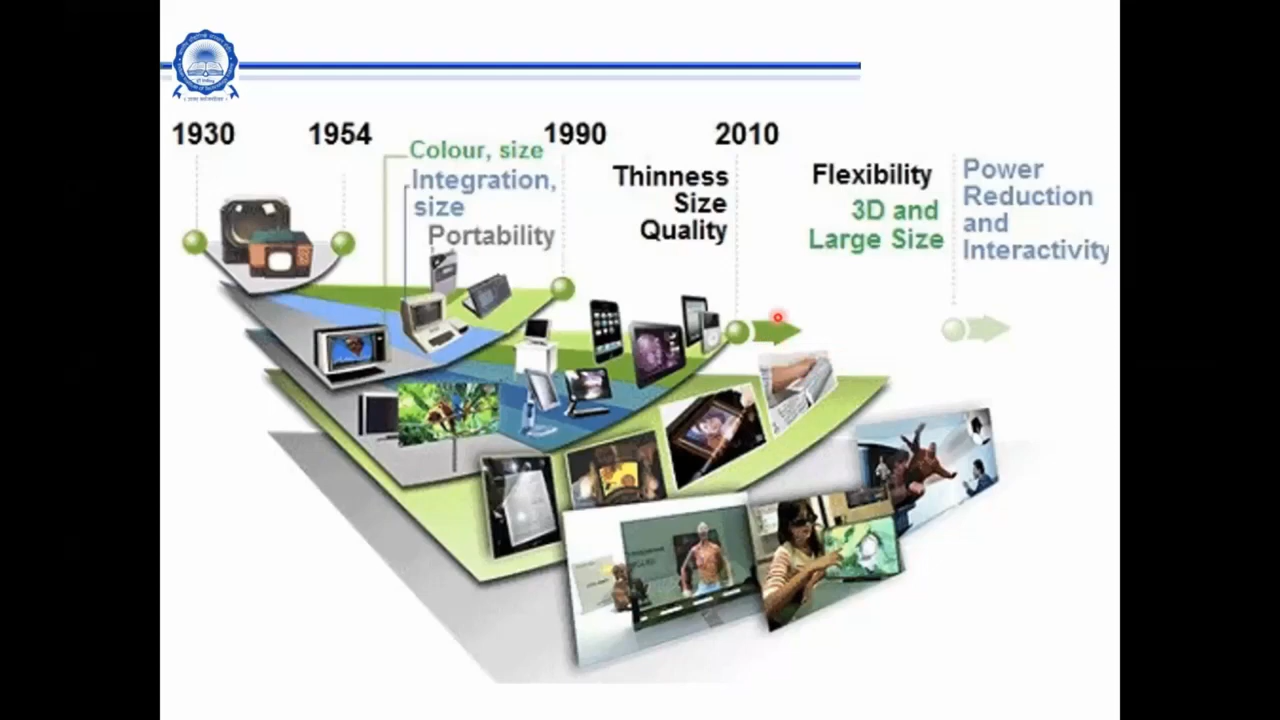 1930
1954
1990
2010
Colour, size
Integration,
size
Portability
Thinness
Size
Quality
Flexibility
3D and
Large Size
Power
Reduction
and
Interactivity